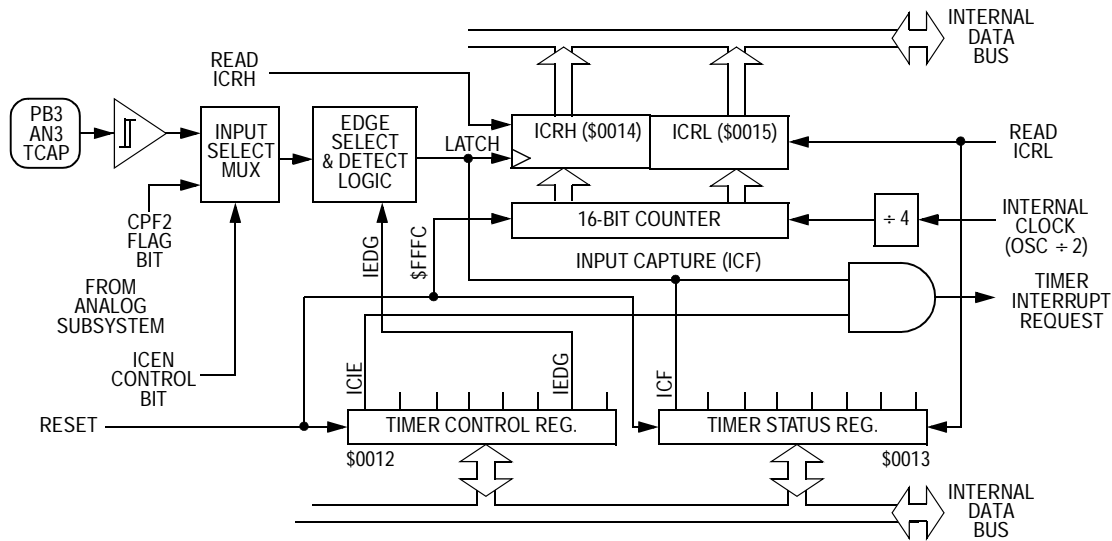 INTERNAL
DATA
BUS
READ
ICRH
PB3
AN3
TCAP
INPUT
SELECT
MUX
EDGE
SELECT
& DETECT
LOGIC
LATCH
ICRH ($0014)
ICRL ($0015)
READ
ICRL
16-BIT COUNTER
÷ 4
INTERNAL
CLOCK
(OSC ÷ 2)
CPF2
FLAG
BIT
IEDG
$FFFC
INPUT CAPTURE (ICF)
FROM
ANALOG
SUBSYSTEM
TIMER
INTERRUPT
REQUEST
ICEN
CONTROL
BIT
ICIE
IEDG
ICF
RESET
TIMER CONTROL REG.
TIMER STATUS REG.
$0012
$0013
INTERNAL
DATA
BUS